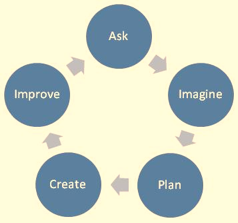 Ask
Imagine
Plan
Create
Improve